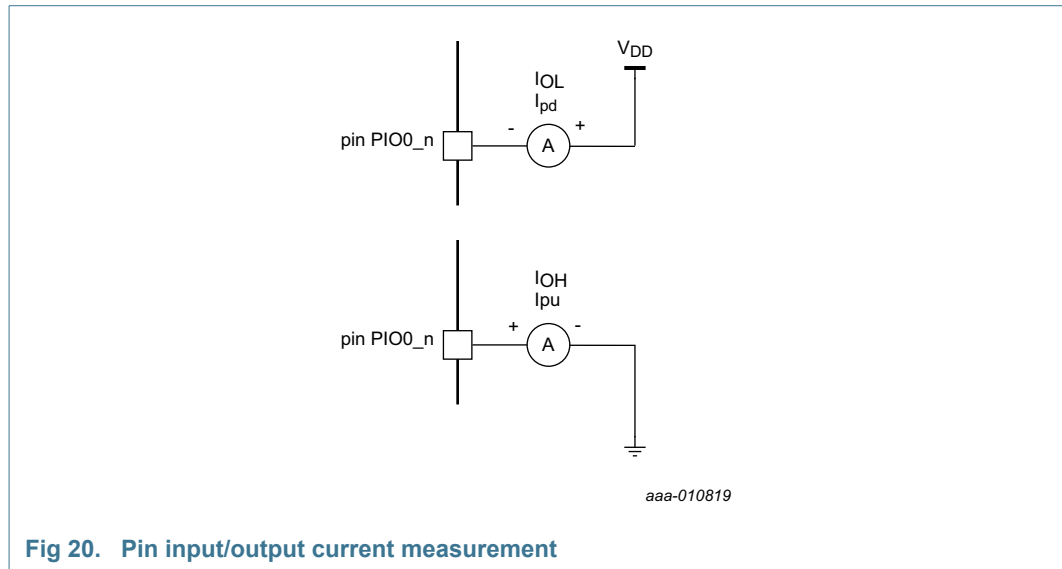 VDD
IOL
Ipd
- +
pin PIO0_n
A
IOH
Ipu
+ -
pin PIO0_n
A
aaa-010819
Fig 20. Pin input/output current measurement